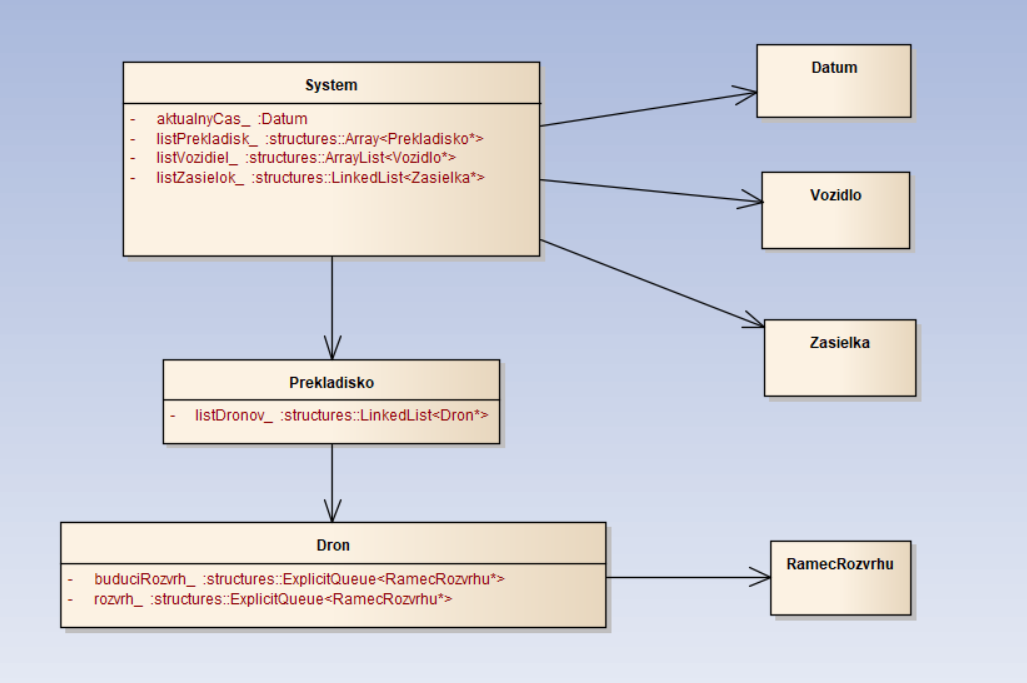 System
- aktualnyCas_ :Datum
- listPrekladisk_ :structures::Array<Prekladisko*>
- listVozidiel_ :structures::ArrayList<Vozidlo*>
- listZasielok_ :structures::LinkedList<Zasielka*>
Datum
Vozidlo
Zasielka
Prekladisko
- listDronov_ :structures::LinkedList<Dron*>
Dron
- buduciRozvrh_ :structures::ExplicitQueue<RamecRozvrhu*>
- rozvrh_ :structures::ExplicitQueue<RamecRozvrhu*>
RamecRozvrhu